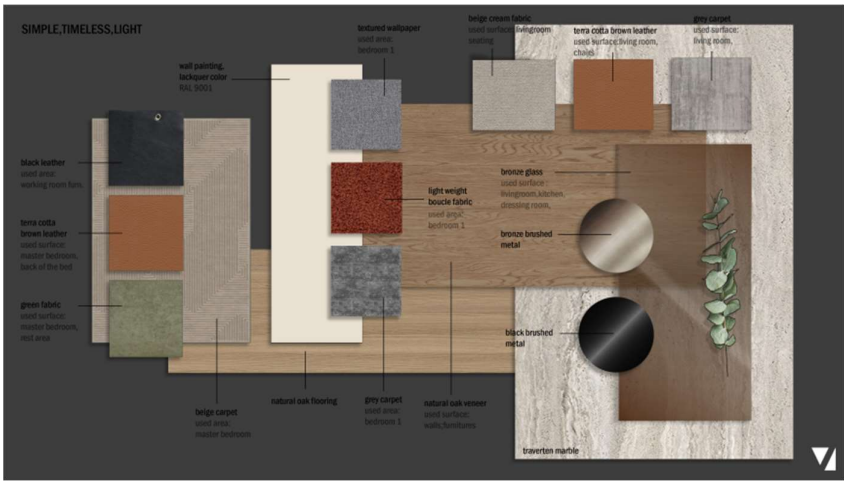 SIMPLE,TIMELESS,LIGHT
textured wallpaper
used area:
bedroom 1
beige cream fabric
used surface: livingroom
seating
terra cotta brown leather
used surface:living room,
chairs
grey carpet
used surface:
living room,
wall painting,
lackquer color
RAL 9001
black leather
used area:
working room furs
light weight
boucle fabric
used area:
bedroom 1
bronze glass
used surface :
livingroom,kitchen,
dressing room,
terra cotta
brown leather
used surface:
master bedroom,
back of the bed
bronze brushed
metal
green fabric
used surface:
master bedroom,
rest area
black brushed
metal
beige carpet
used area:
master bedroom
natural oak flooring
grey carpet
used area:
bedroom 1
natural oak veneer
used surface:
walls,furnitures
traverten marble